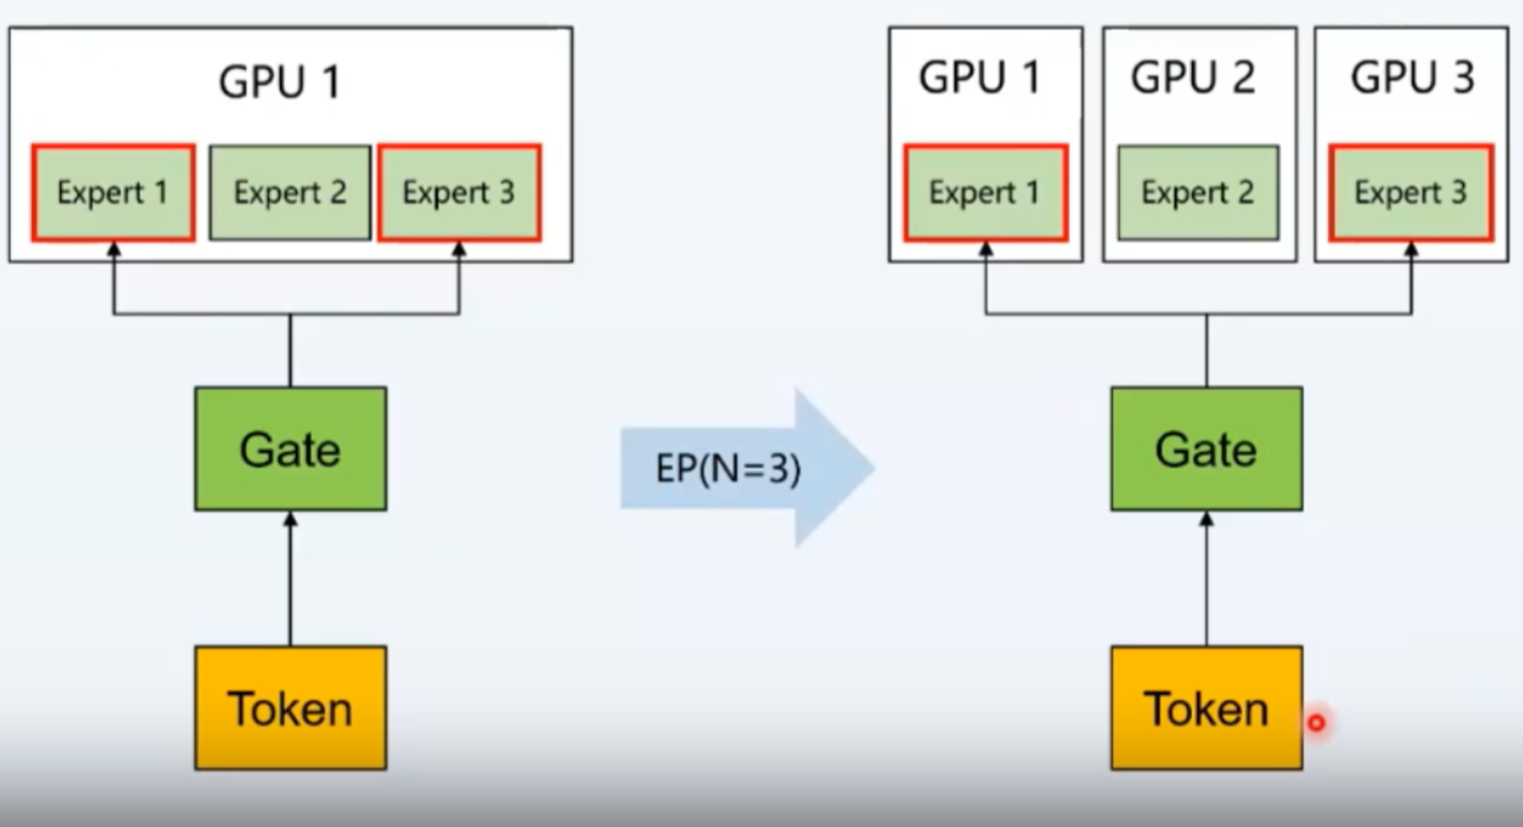 GPU 1
Expert 1
Expert 2
Expert 3
Gate
Token
EP(N=3)
GPU 1
GPU 2
GPU 3
Expert 1
Expert 2
Expert 3
Gate
Token